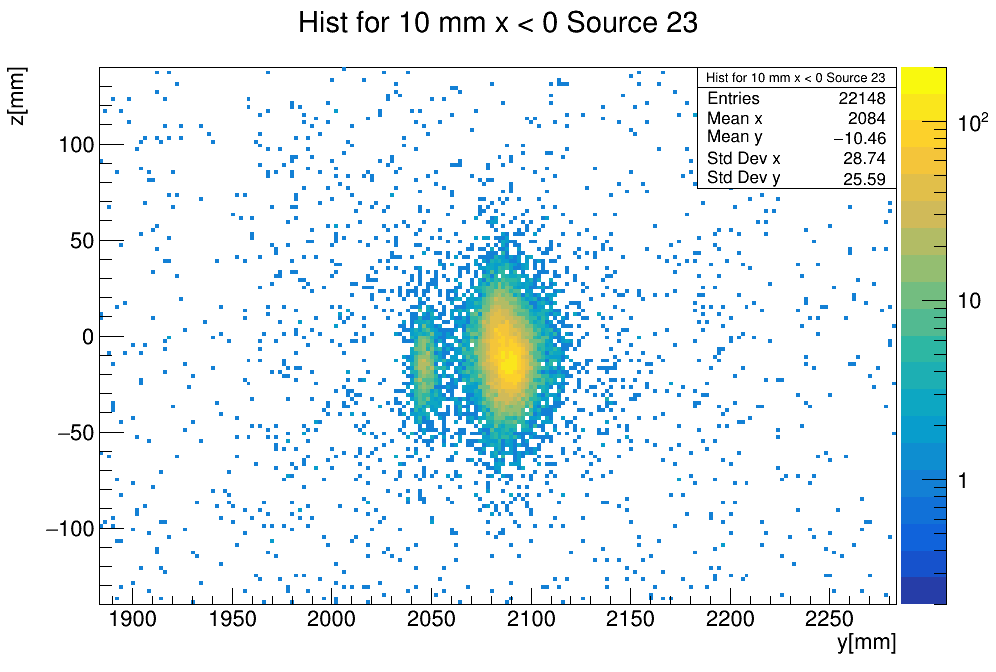 Hist for 10 mm x < 0 Source 23
z[mm]
Hist for 10 mm x < 0 Source 23
Entries 22148
Mean x 2084
Mean y −10.46
Std Dev x 28.74
Std Dev y 25.59
100
50
0
−50
−100
10²
10
1
1900 1950 2000 2050 2100 2150 2200 2250
y[mm]